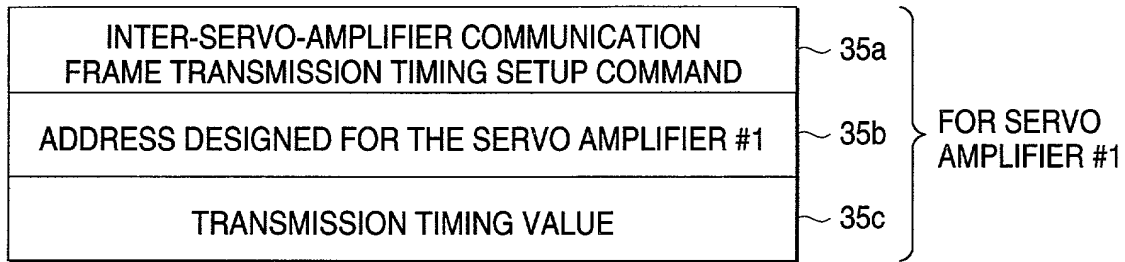 INTER-SERVO-AMPLIFIER COMMUNICATION
FRAME TRANSMISSION TIMING SETUP COMMAND
35a
ADDRESS DESIGNED FOR THE SERVO AMPLIFIER #1
35b
TRANSMISSION TIMING VALUE
35c
FOR SERVO
AMPLIFIER #1